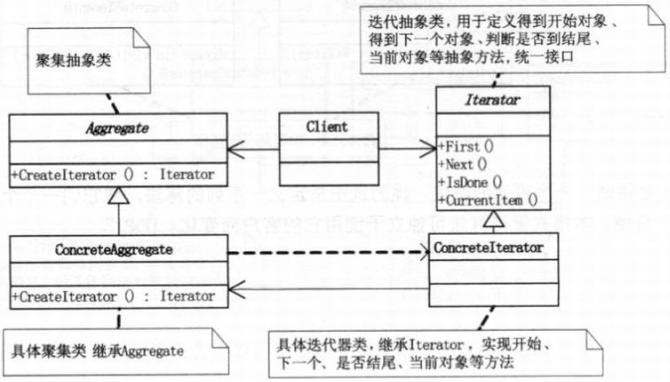 迭代抽象类，用于定义得到开始对象、
得到下一个对象、判断是否到结尾、
当前对象等抽象方法,统一接口
聚集抽象类
Aggregate
+CreateIterator () : Iterator
Client
Iterator
+First()
+Next()
+IsDone()
+CurrentItem()
ConcreteAggregate
+CreateIterator () : Iterator
ConcreteIterator
具体聚集类 继承Aggregate
具体迭代器类，继承Iterator，实现开始、
下一个、是否结尾、当前对象等方法